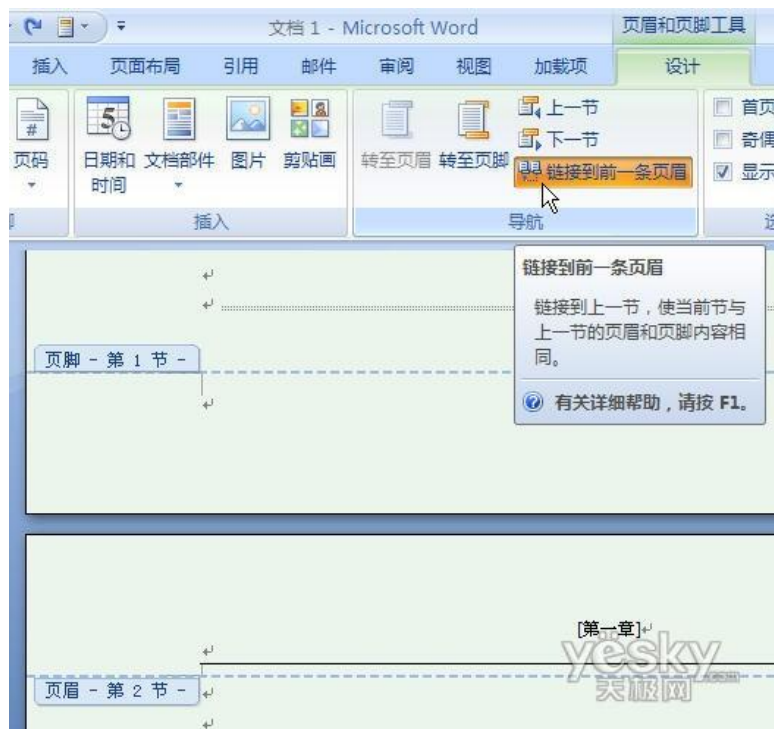 文档 1 - Microsoft Word
页眉和页脚工具
插入 页面布局 引用 邮件 审阅 视图 加载项 设计
页码
日期和时间
文档部件
图片
剪贴画
转至页眉
转至页脚
上一节
下一节
链接到前一条页眉
首页
奇偶
显示
插入
导航
链接到前一条页眉
链接到上一节，使当前节与
上一节的页眉和页脚内容相
同。
有关详细帮助，请按 F1。
页脚 - 第 1 节 -
[第一章]
页眉 - 第 2 节 -
yesky
天极网.com